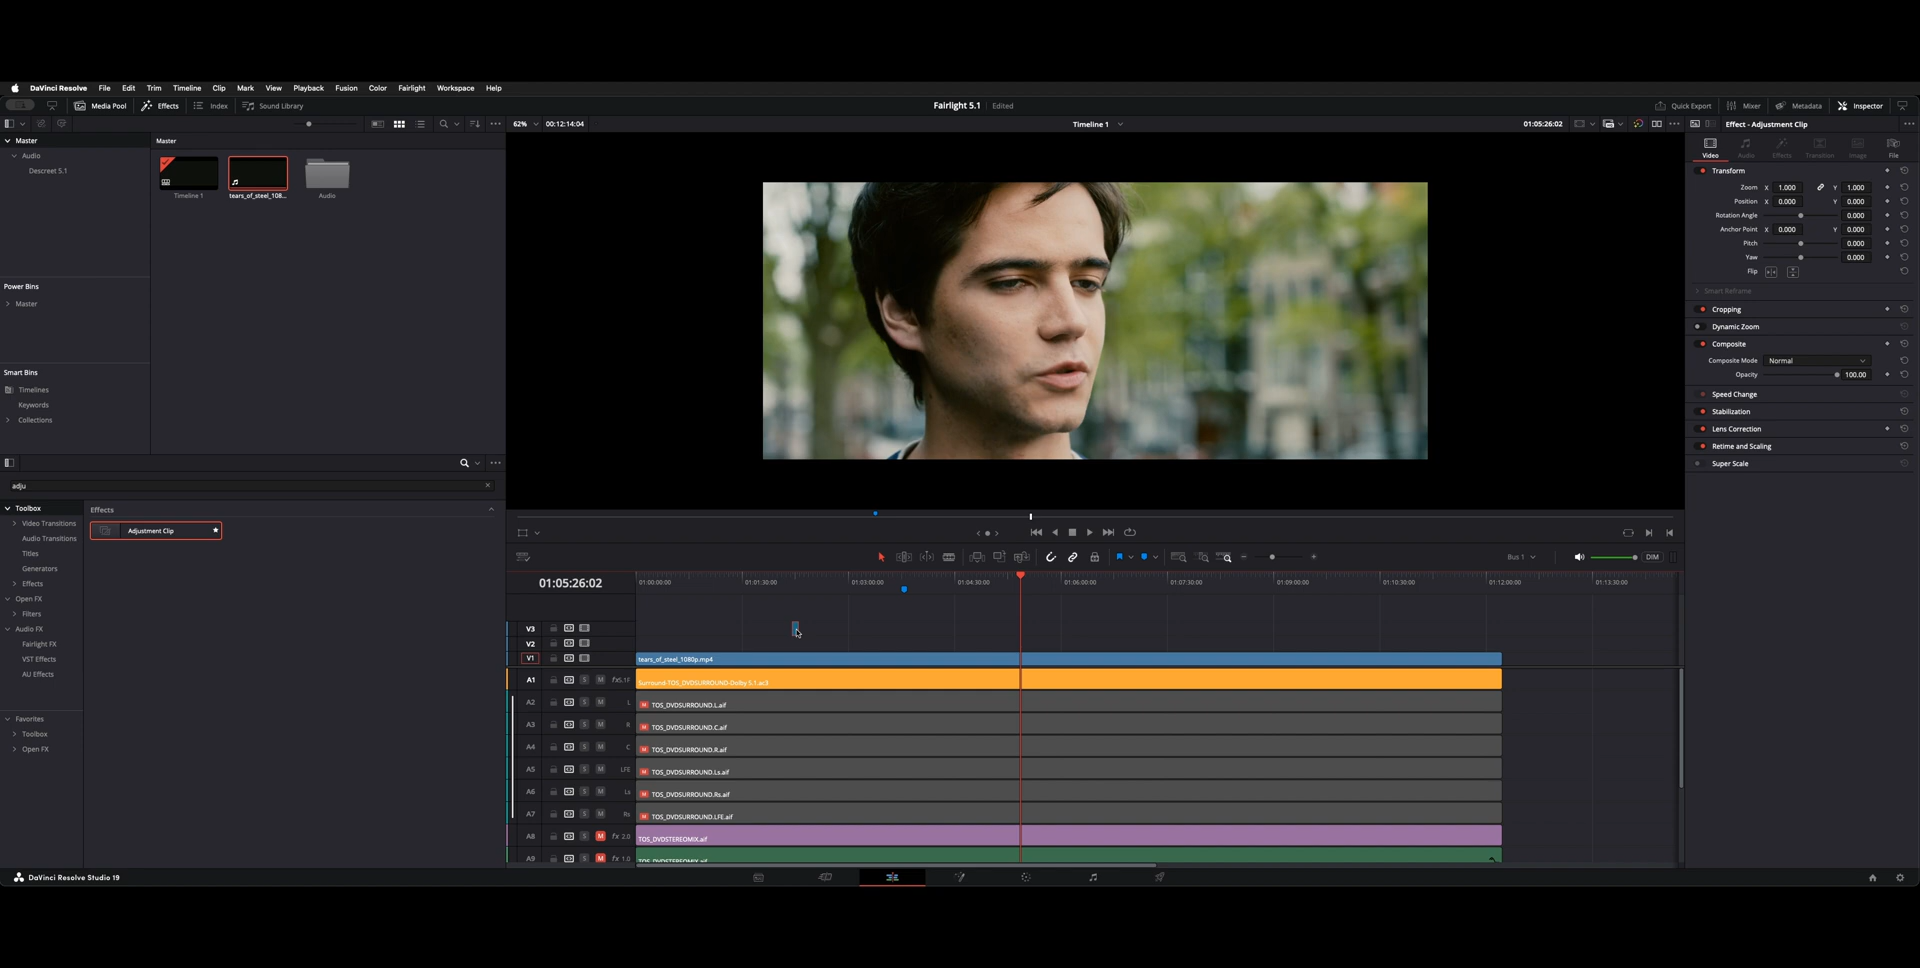 DaVinci Resolve File Edit Trim Timeline Clip Mark View Playback Fusion Color Fairlight Workspace Help
Media Pool Effects Index Sound Library Fairlight 5.1 Edited Quick Export Mixer Metadata Inspector
62% 00:12:14:04 Timeline 1 01:05:26:02 Effect - Adjustment Clip
Master
Audio
Descreet 5.1
Master
Timeline 1 tears_of_steel_108... Audio
Power Bins
Master
Smart Bins
Timelines
Keywords
Collections
Video Audio Effects Transition Image File
Transform
Zoom X 1.000 Y 1.000
Position X 0.000 Y 0.000
Rotation Angle 0.000
Anchor Point X 0.000 Y 0.000
Pitch 0.000
Yaw 0.000
Flip
Smart Reframe
Cropping
Dynamic Zoom
Composite
Composite Mode Normal
Opacity 100.00
Speed Change
Stabilization
Lens Correction
Retime and Scaling
Super Scale
adju
Toolbox
Video Transitions
Audio Transitions
Titles
Generators
Effects
Open FX
Filters
Audio FX
Fairlight FX
VST Effects
AU Effects
Favorites
Toolbox
Open FX
Effects
Adjustment Clip
Bus 1 DIM
01:05:26:02 01:00:00:00 01:01:30:00 01:03:00:00 01:04:30:00 01:06:00:00 01:07:30:00 01:09:00:00 01:10:30:00 01:12:00:00 01:13:30:00
V3
V2
V1 tears_of_steel_1080p.mp4
A1 S M fx5.1F Surround-TOS_DVDSURROUND-Dolby 5.1.ac3
A2 S M L M TOS_DVDSURROUND.L.aif
A3 S M R M TOS_DVDSURROUND.C.aif
A4 S M C M TOS_DVDSURROUND.R.aif
A5 S M LFE M TOS_DVDSURROUND.Ls.aif
A6 S M Ls M TOS_DVDSURROUND.Rs.aif
A7 S M Rs M TOS_DVDSURROUND.LFE.aif
A8 S M fx 2.0 TOS_DVDSTEREOMIX.aif
A9 S M fx 1.0 TOS_DVDSTEREOMIX.aif
DaVinci Resolve Studio 19